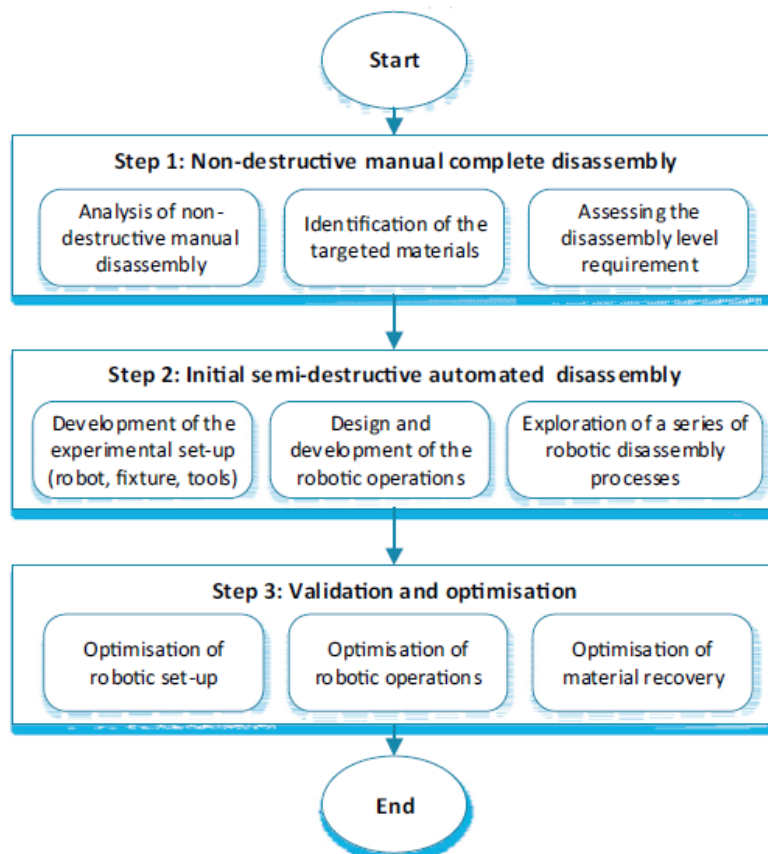 Start
Step 1: Non-destructive manual complete disassembly
Analysis of non-
destructive manual
disassembly
Identification of the
targeted materials
Assessing the
disassembly level
requirement
Step 2: Initial semi-destructive automated disassembly
Development of the
experimental set-up
(robot, fixture, tools)
Design and
development of the
robotic operations
Exploration of a series of
robotic disassembly
processes
Step 3: Validation and optimisation
Optimisation of
robotic set-up
Optimisation of
robotic operations
Optimisation of
material recovery
End